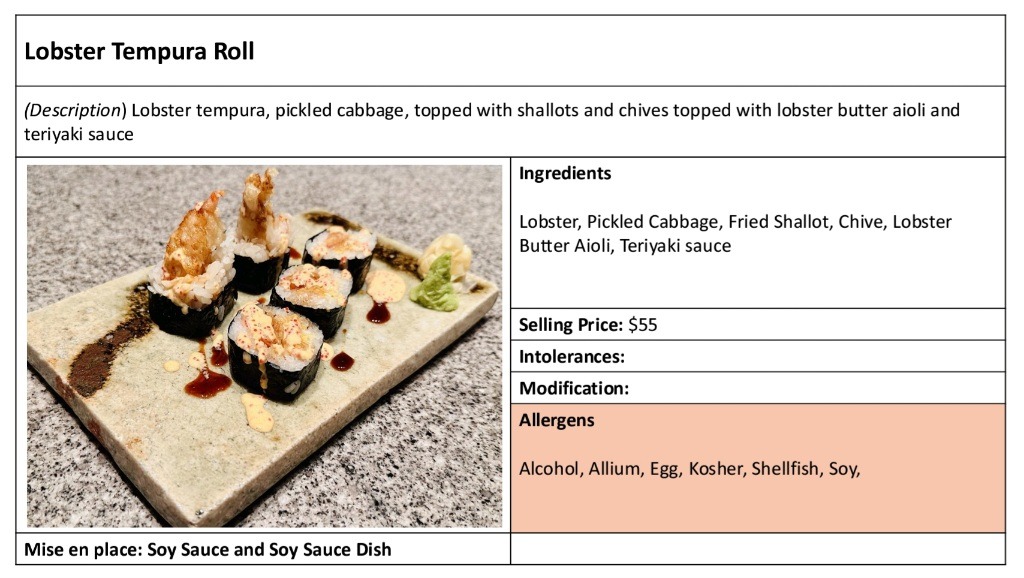 Lobster Tempura Roll
(Description) Lobster tempura, pickled cabbage, topped with shallots and chives topped with lobster butter aioli and
teriyaki sauce
Ingredients
Lobster, Pickled Cabbage, Fried Shallot, Chive, Lobster
Butter Aioli, Teriyaki sauce
Selling Price: $55
Intolerances:
Modification:
Allergens
Alcohol, Allium, Egg, Kosher, Shellfish, Soy,
Mise en place: Soy Sauce and Soy Sauce Dish